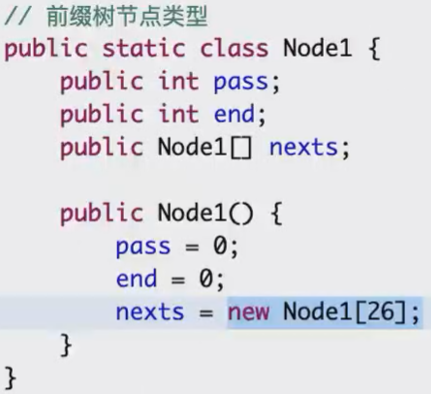 // 前缀树节点类型
public static class Node1 {
public int pass;
public int end;
public Node1[] nexts;
public Node1() {
pass = 0;
end = 0;
nexts = new Node1[26];
}
}